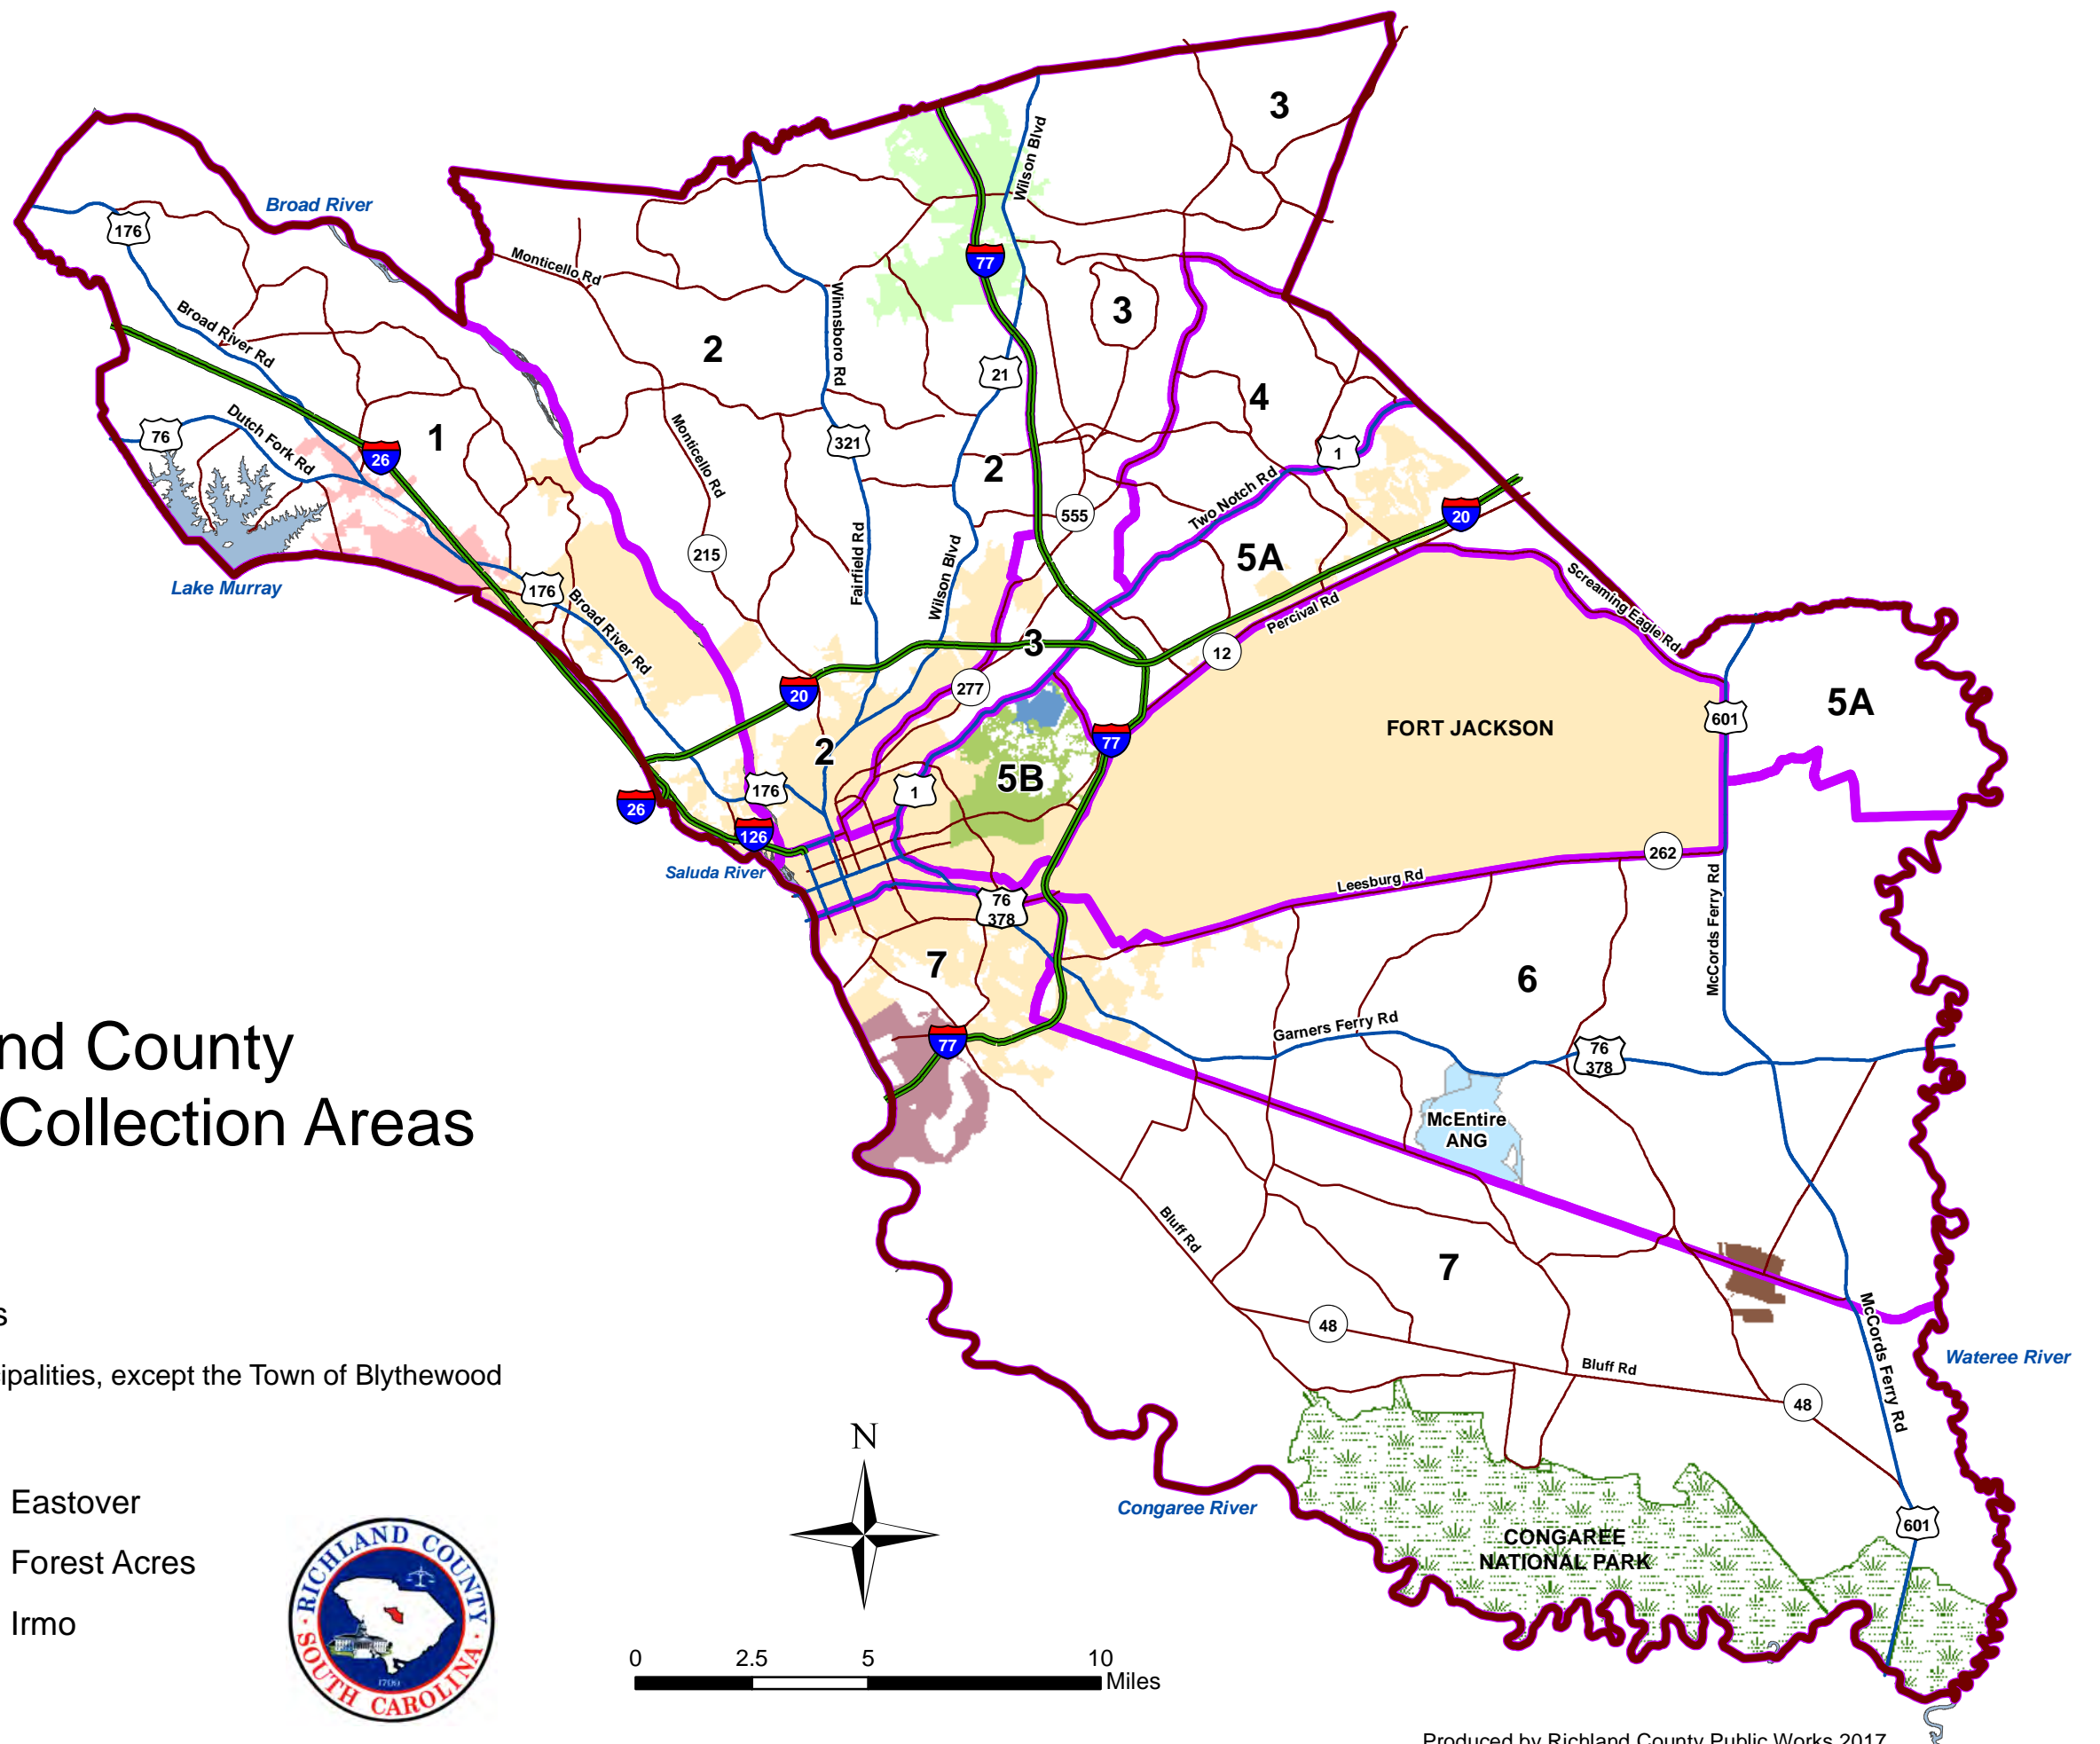 3
Wilson Blvd
Broad River
176
Monticello Rd
77
Winnsboro Rd
3
Broad River Rd
2
21
4
Dutch Fork Rd
76
1
26
321
Monticello Rd
1
2
Two Notch Rd
555
20
215
5A
Fairfield Rd
Wilson Blvd
Lake Murray
176
Broad River Rd
Percival Rd
Screaming Eagle Rd
3
12
277
20
5A
601
FORT JACKSON
77
2
5B
176
1
26
126
Saluda River
262
Leesburg Rd
McCords Ferry Rd
76
378
7
6
Garners Ferry Rd
77
76
378
nd County
Collection Areas
McEntire
ANG
Bluff Rd
7
48
McCords Ferry Rd
Bluff Rd
Wateree River
s
cipalities, except the Town of Blythewood
48
N
Eastover
Forest Acres
Irmo
RICHLAND COUNTY
SOUTH CAROLINA
Congaree River
601
CONGAREE
NATIONAL PARK
0 2.5 5 10
Miles
Produced by Richland County Public Works 2017